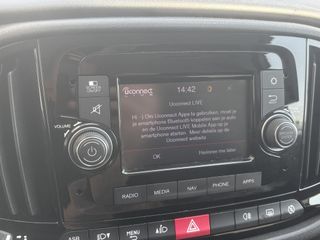 Uconnect
14:42
Uconnect LIVE
Hi :-) Om Uconnect Apps te gebruiken, moet je
je smartphone Bluetooth koppelen aan je auto
en de Uconnect LIVE Mobile App op je
smartphone starten. Meer details op de
Uconnect website
OK
Herinner me later
VOLUME
RADIO
MEDIA
NAV
PHONE
APPS
ASR
MENU